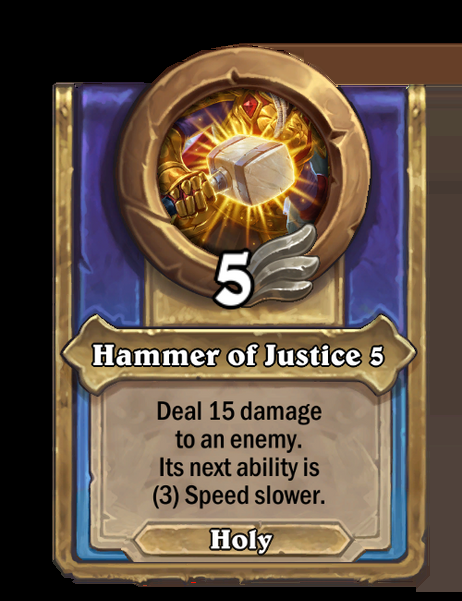 5
Hammer of Justice 5
Deal 15 damage
to an enemy.
Its next ability is
(3) Speed slower.
Holy